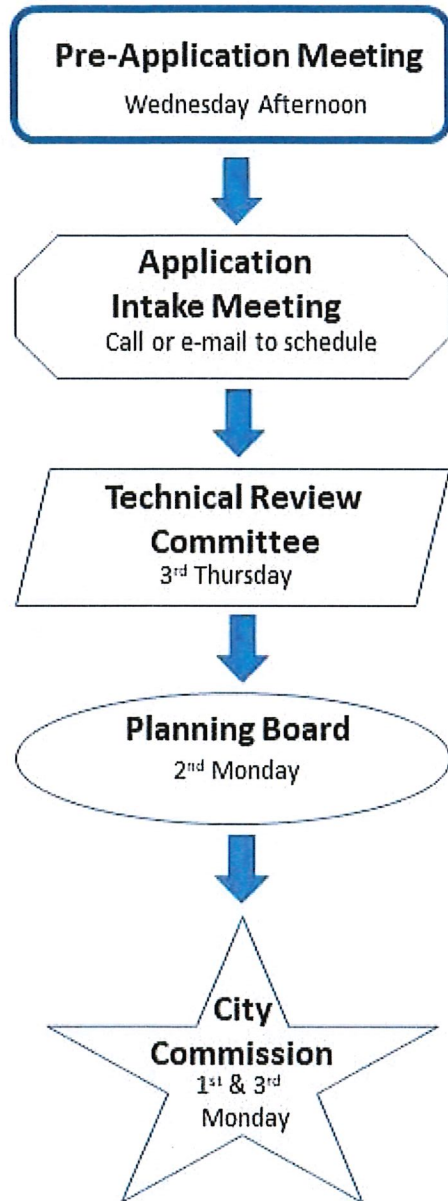 Pre-Application Meeting
Wednesday Afternoon
Application
Intake Meeting
Call or e-mail to schedule
Technical Review
Committee
3rd Thursday
Planning Board
2nd Monday
City
Commission
1st & 3rd
Monday